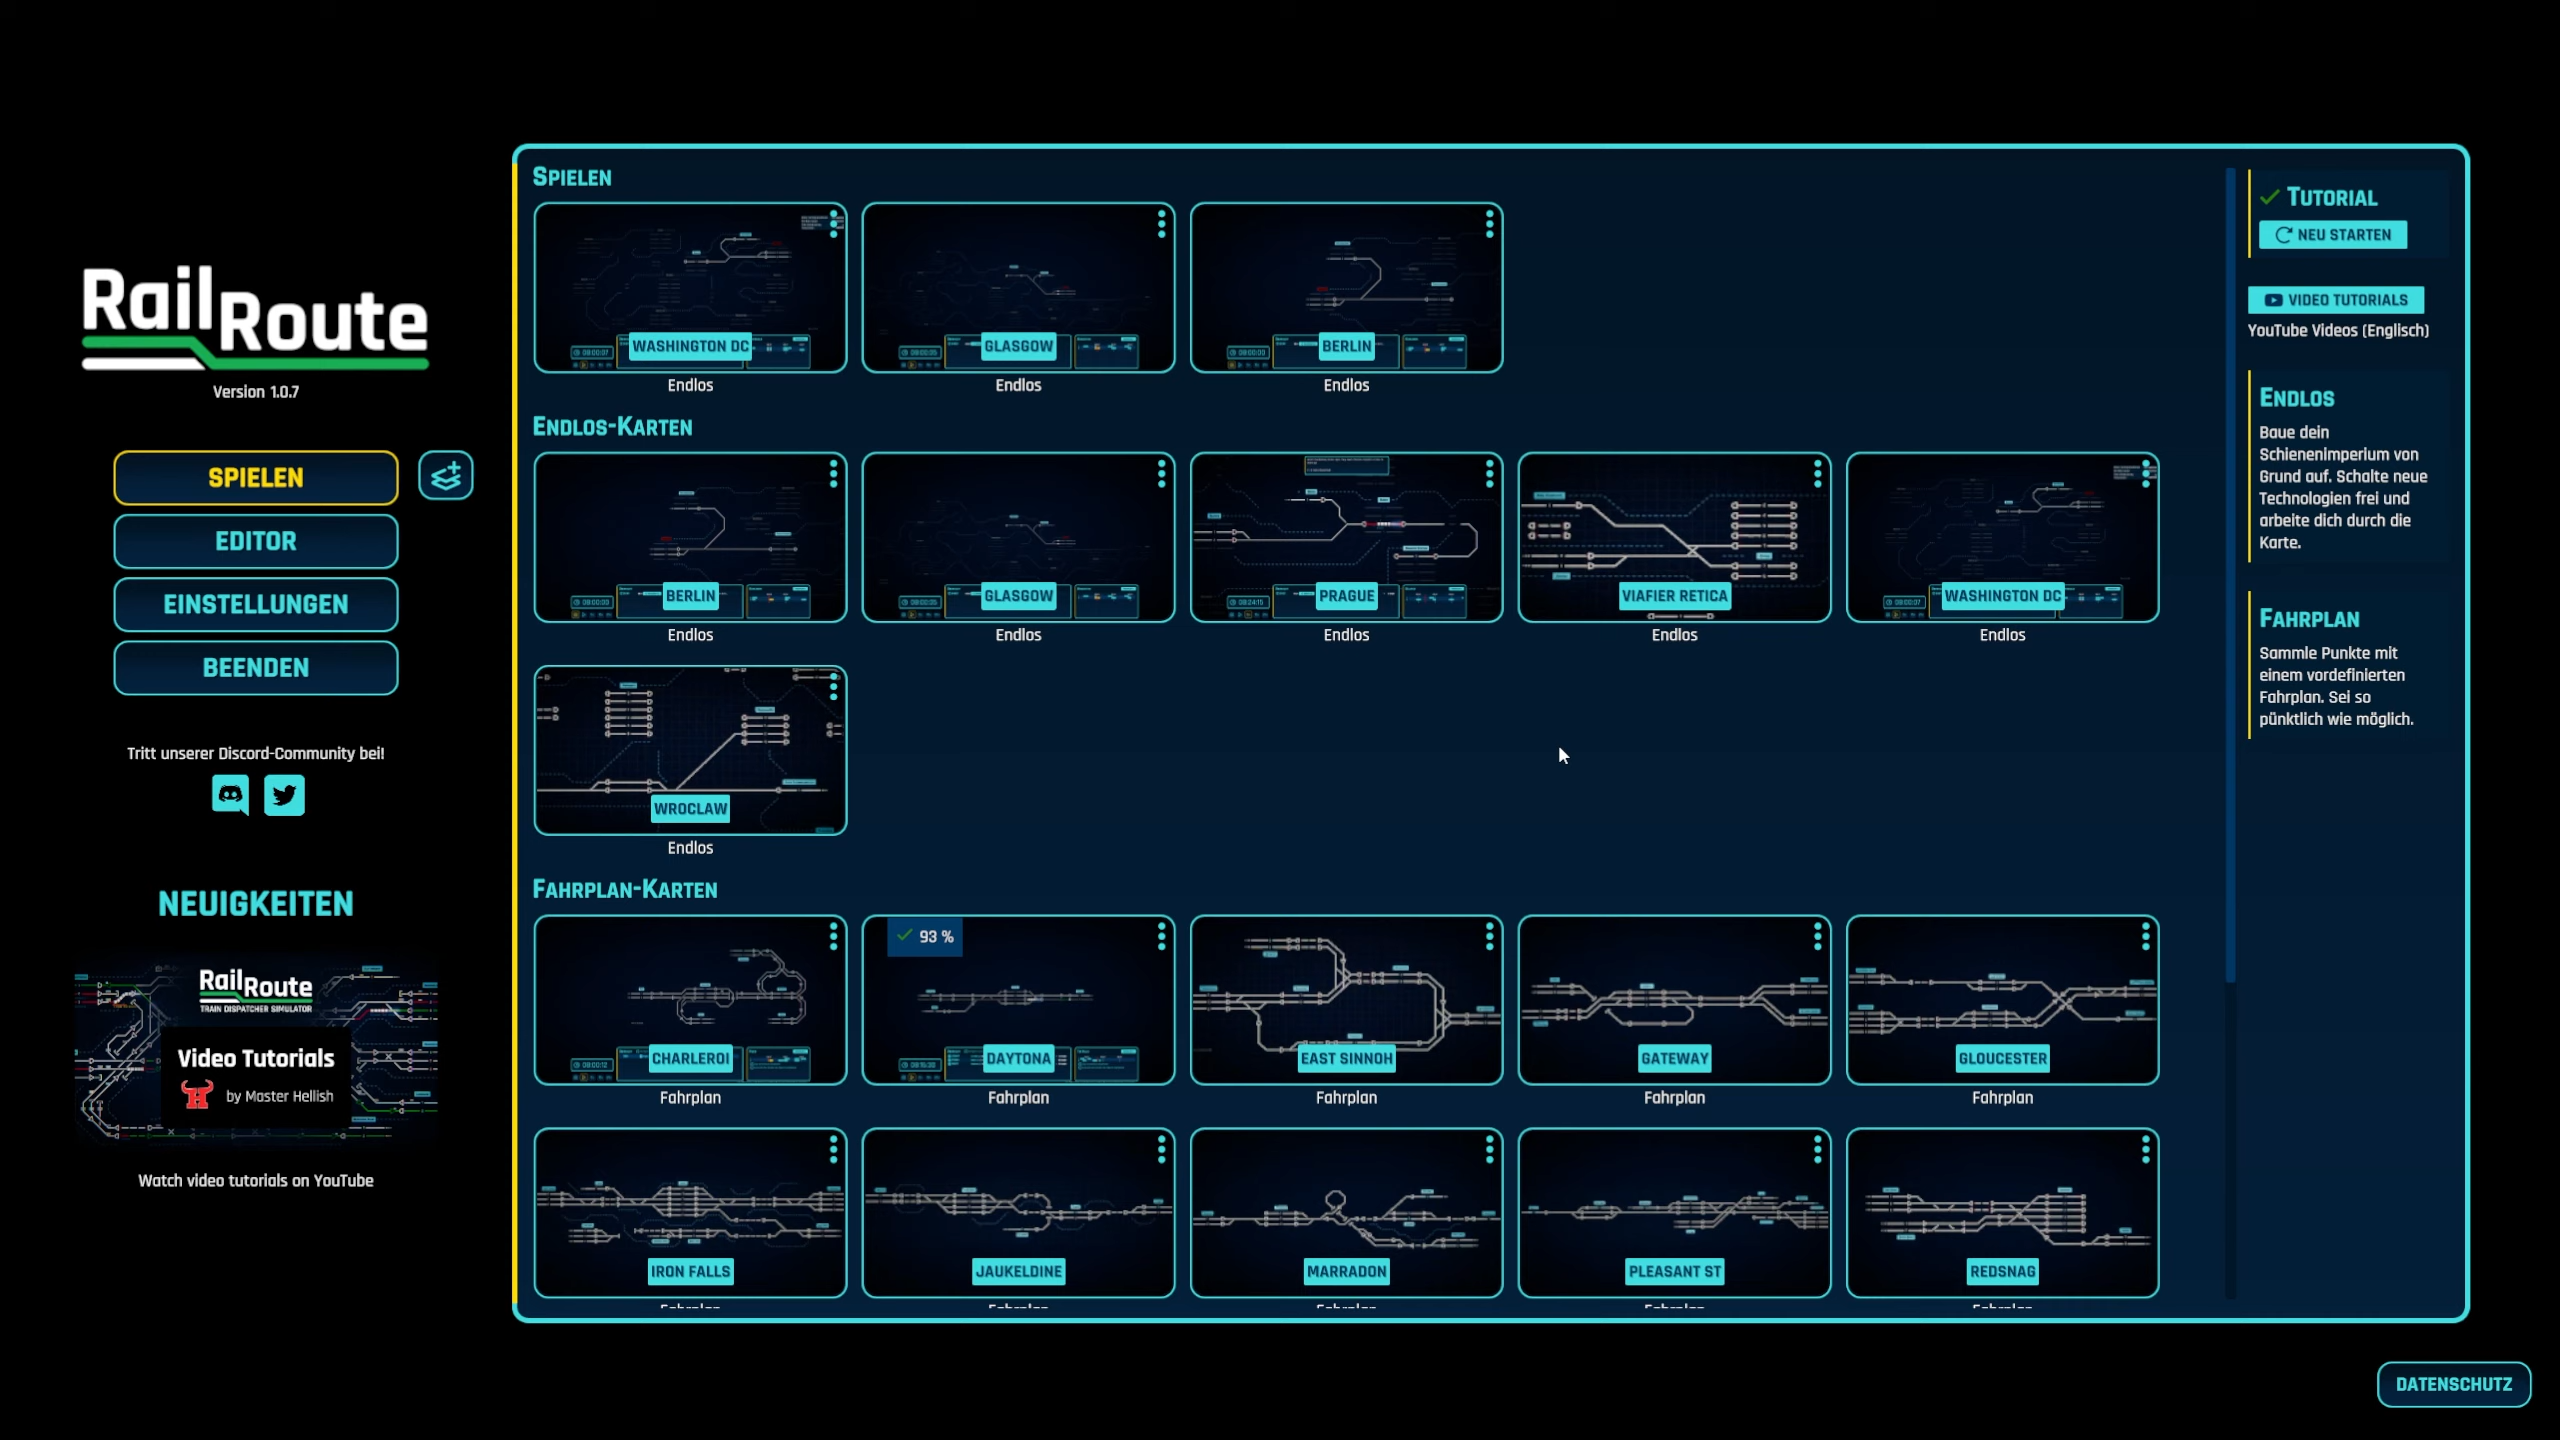 RailRoute
Version 1.0.7
SPIELEN
EDITOR
EINSTELLUNGEN
BEENDEN
Tritt unserer Discord-Community bei!
NEUIGKEITEN
RailRoute
TRAIN DISPATCHER SIMULATOR
Video Tutorials
by Master Hellish
Watch video tutorials on YouTube
SPIELEN
WASHINGTON DC
GLASGOW
BERLIN
Endlos
Endlos
Endlos
ENDLOS-KARTEN
BERLIN
GLASGOW
PRAGUE
VIAFIER RETICA
WASHINGTON DC
Endlos
Endlos
Endlos
Endlos
Endlos
WROCLAW
Endlos
FAHRPLAN-KARTEN
93 %
CHARLEROI
DAYTONA
EAST SINNOH
GATEWAY
GLOUCESTER
Fahrplan
Fahrplan
Fahrplan
Fahrplan
Fahrplan
IRON FALLS
JAUKELDINE
MARRADON
PLEASANT ST
REDSNAG
TUTORIAL
NEU STARTEN
VIDEO TUTORIALS
YouTube Videos (Englisch)
ENDLOS
Baue dein
Schienenimperium von
Grund auf. Schalte neue
Technologien frei und
arbeite dich durch die
Karte.
FAHRPLAN
Sammle Punkte mit
einem vordefinierten
Fahrplan. Sei so
pünktlich wie möglich.
DATENSCHUTZ